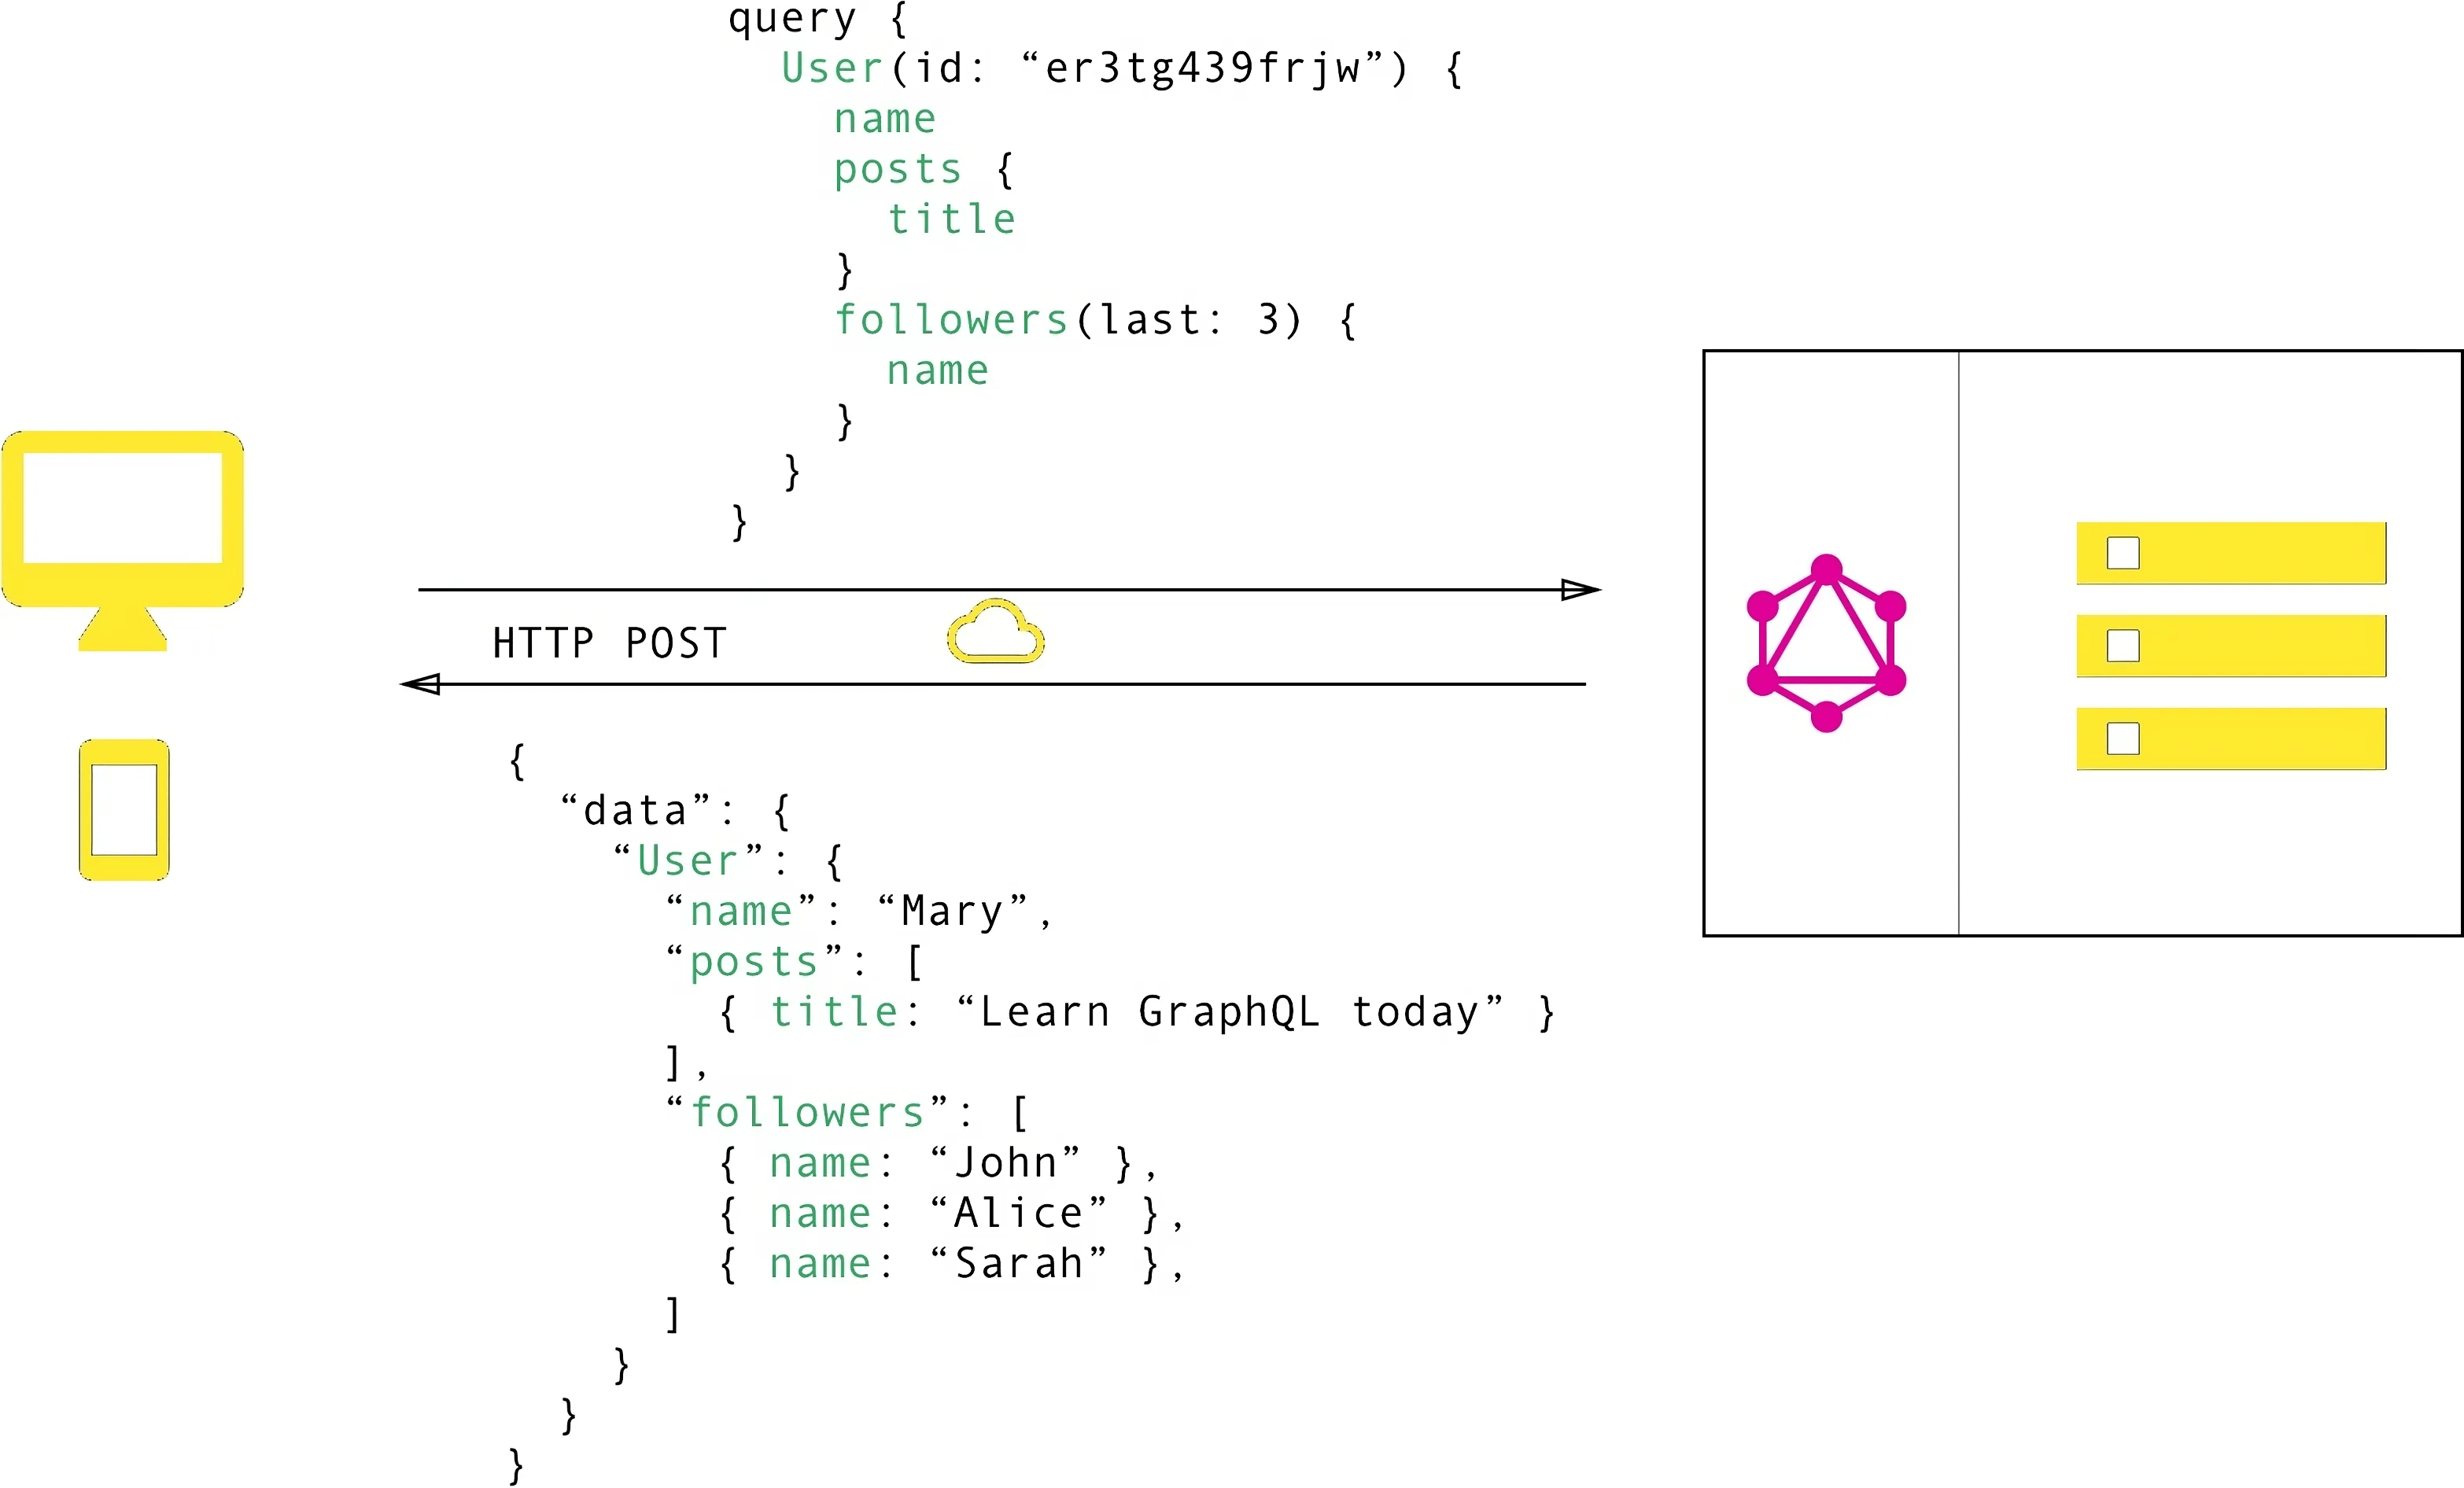 query {
User(id: “er3tg439frjw”) {
name
posts {
title
}
followers(last: 3) {
name
}
}
}
HTTP POST
{
“data”: {
“User”: {
“name”: “Mary”,
“posts”: [
{ title: “Learn GraphQL today” }
],
“followers”: [
{ name: “John” },
{ name: “Alice” },
{ name: “Sarah” },
]
}
}
}